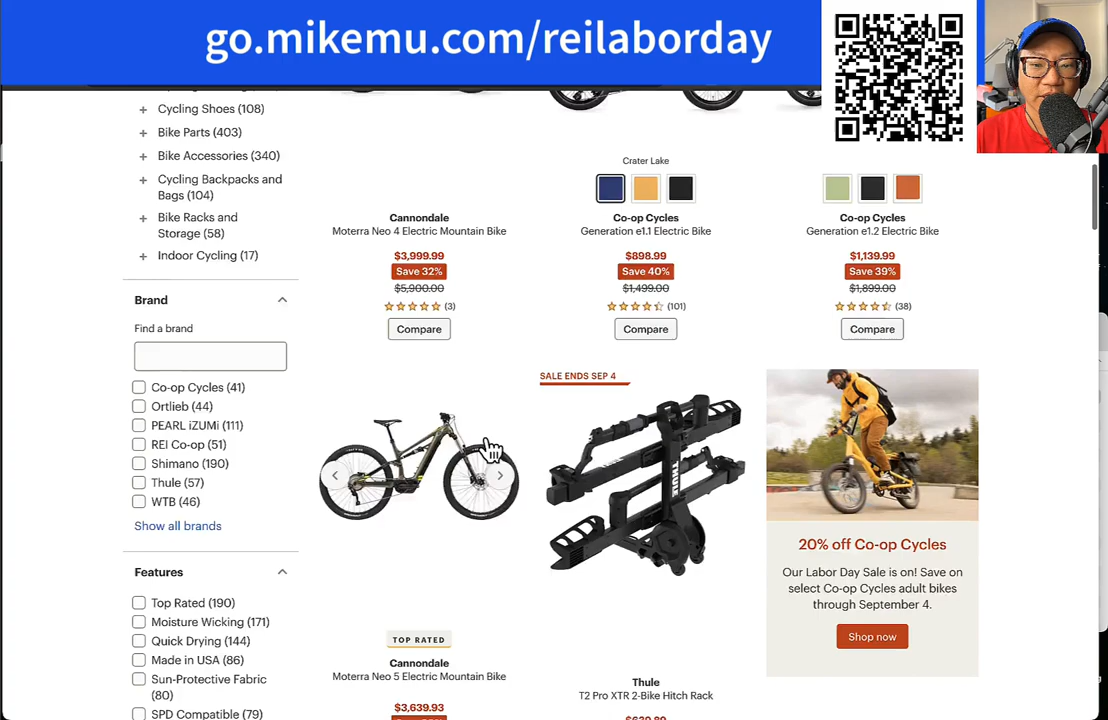 go.mikemu.com/reilaborday
Cycling Shoes (108)
Bike Parts (403)
Bike Accessories (340)
Cycling Backpacks and
Bags (104)
Bike Racks and
Storage (58)
Indoor Cycling (17)
Brand
Find a brand
Co-op Cycles (41)
Ortlieb (44)
PEARL iZUMi (111)
REI Co-op (51)
Shimano (190)
Thule (57)
WTB (46)
Show all brands
Features
Top Rated (190)
Moisture Wicking (171)
Quick Drying (144)
Made in USA (86)
Sun-Protective Fabric
(80)
SPD Compatible (79)
Cannondale
Moterra Neo 4 Electric Mountain Bike
$3,999.99
Save 32%
$5,900.00
(3)
Compare
Crater Lake
Co-op Cycles
Generation e1.1 Electric Bike
$898.99
Save 40%
$1,499.00
(101)
Compare
Co-op Cycles
Generation e1.2 Electric Bike
$1,139.99
Save 39%
$1,899.00
(38)
Compare
TOP RATED
Cannondale
Moterra Neo 5 Electric Mountain Bike
$3,639.93
SALE ENDS SEP 4
THULE
Thule
T2 Pro XTR 2-Bike Hitch Rack
20% off Co-op Cycles
Our Labor Day Sale is on! Save on
select Co-op Cycles adult bikes
through September 4.
Shop now